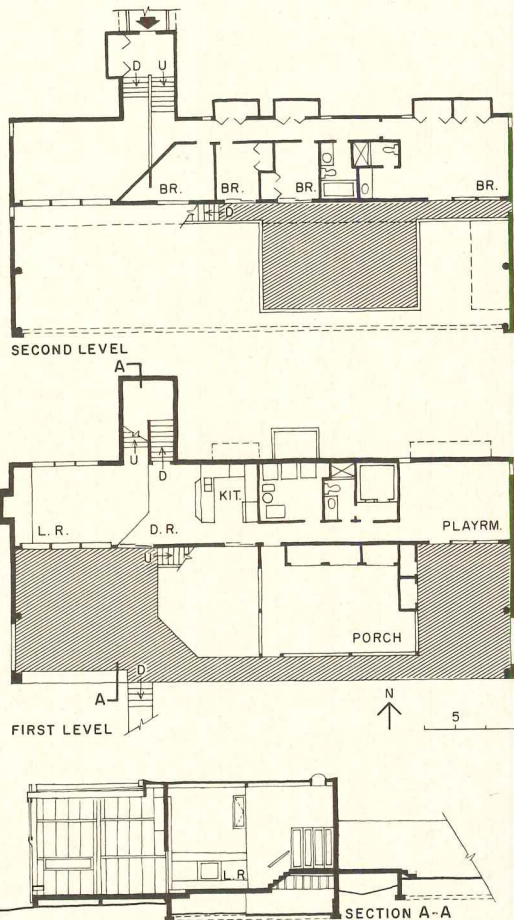 D U
BR. BR. BR. BR.
D
SECOND LEVEL
A
U
D
KIT.
L.R. D.R. PLAYRM.
U
PORCH
A D
N
FIRST LEVEL
5
L.R.
SECTION A-A